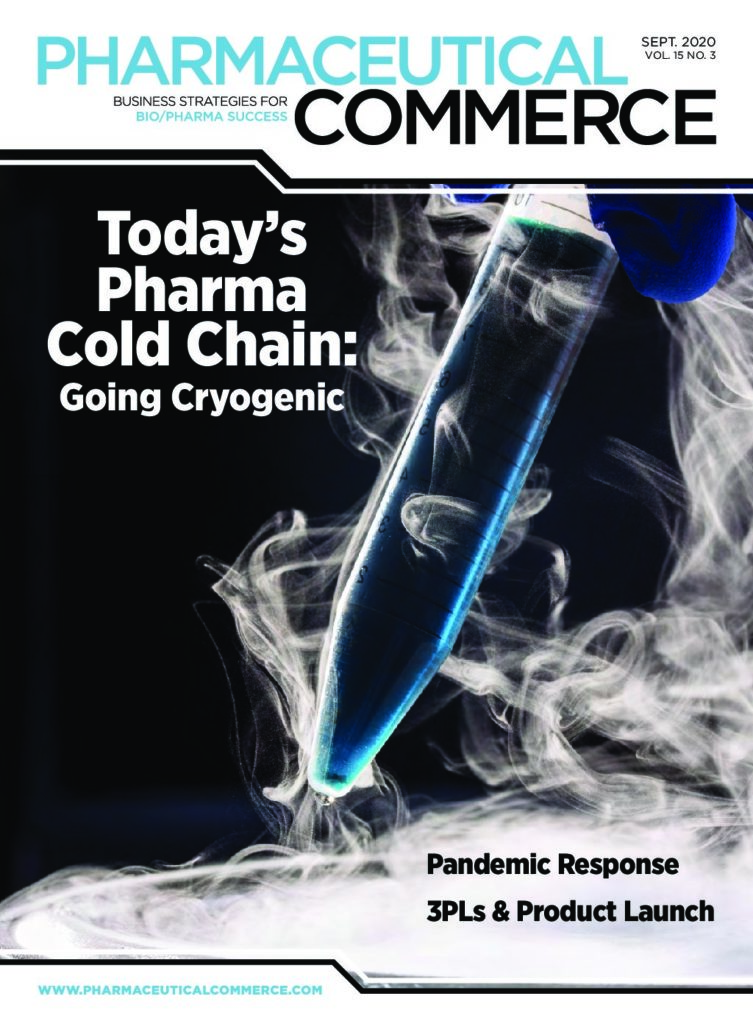 PHARMACEUTICAL
SEPT. 2020
VOL. 15 NO. 3
BUSINESS STRATEGIES FOR
BIO/PHARMA SUCCESS
COMMERCE
Today's
Pharma
Cold Chain:
Going Cryogenic
Pandemic Response
3PLs & Product Launch
WWW.PHARMACEUTICALCOMMERCE.COM